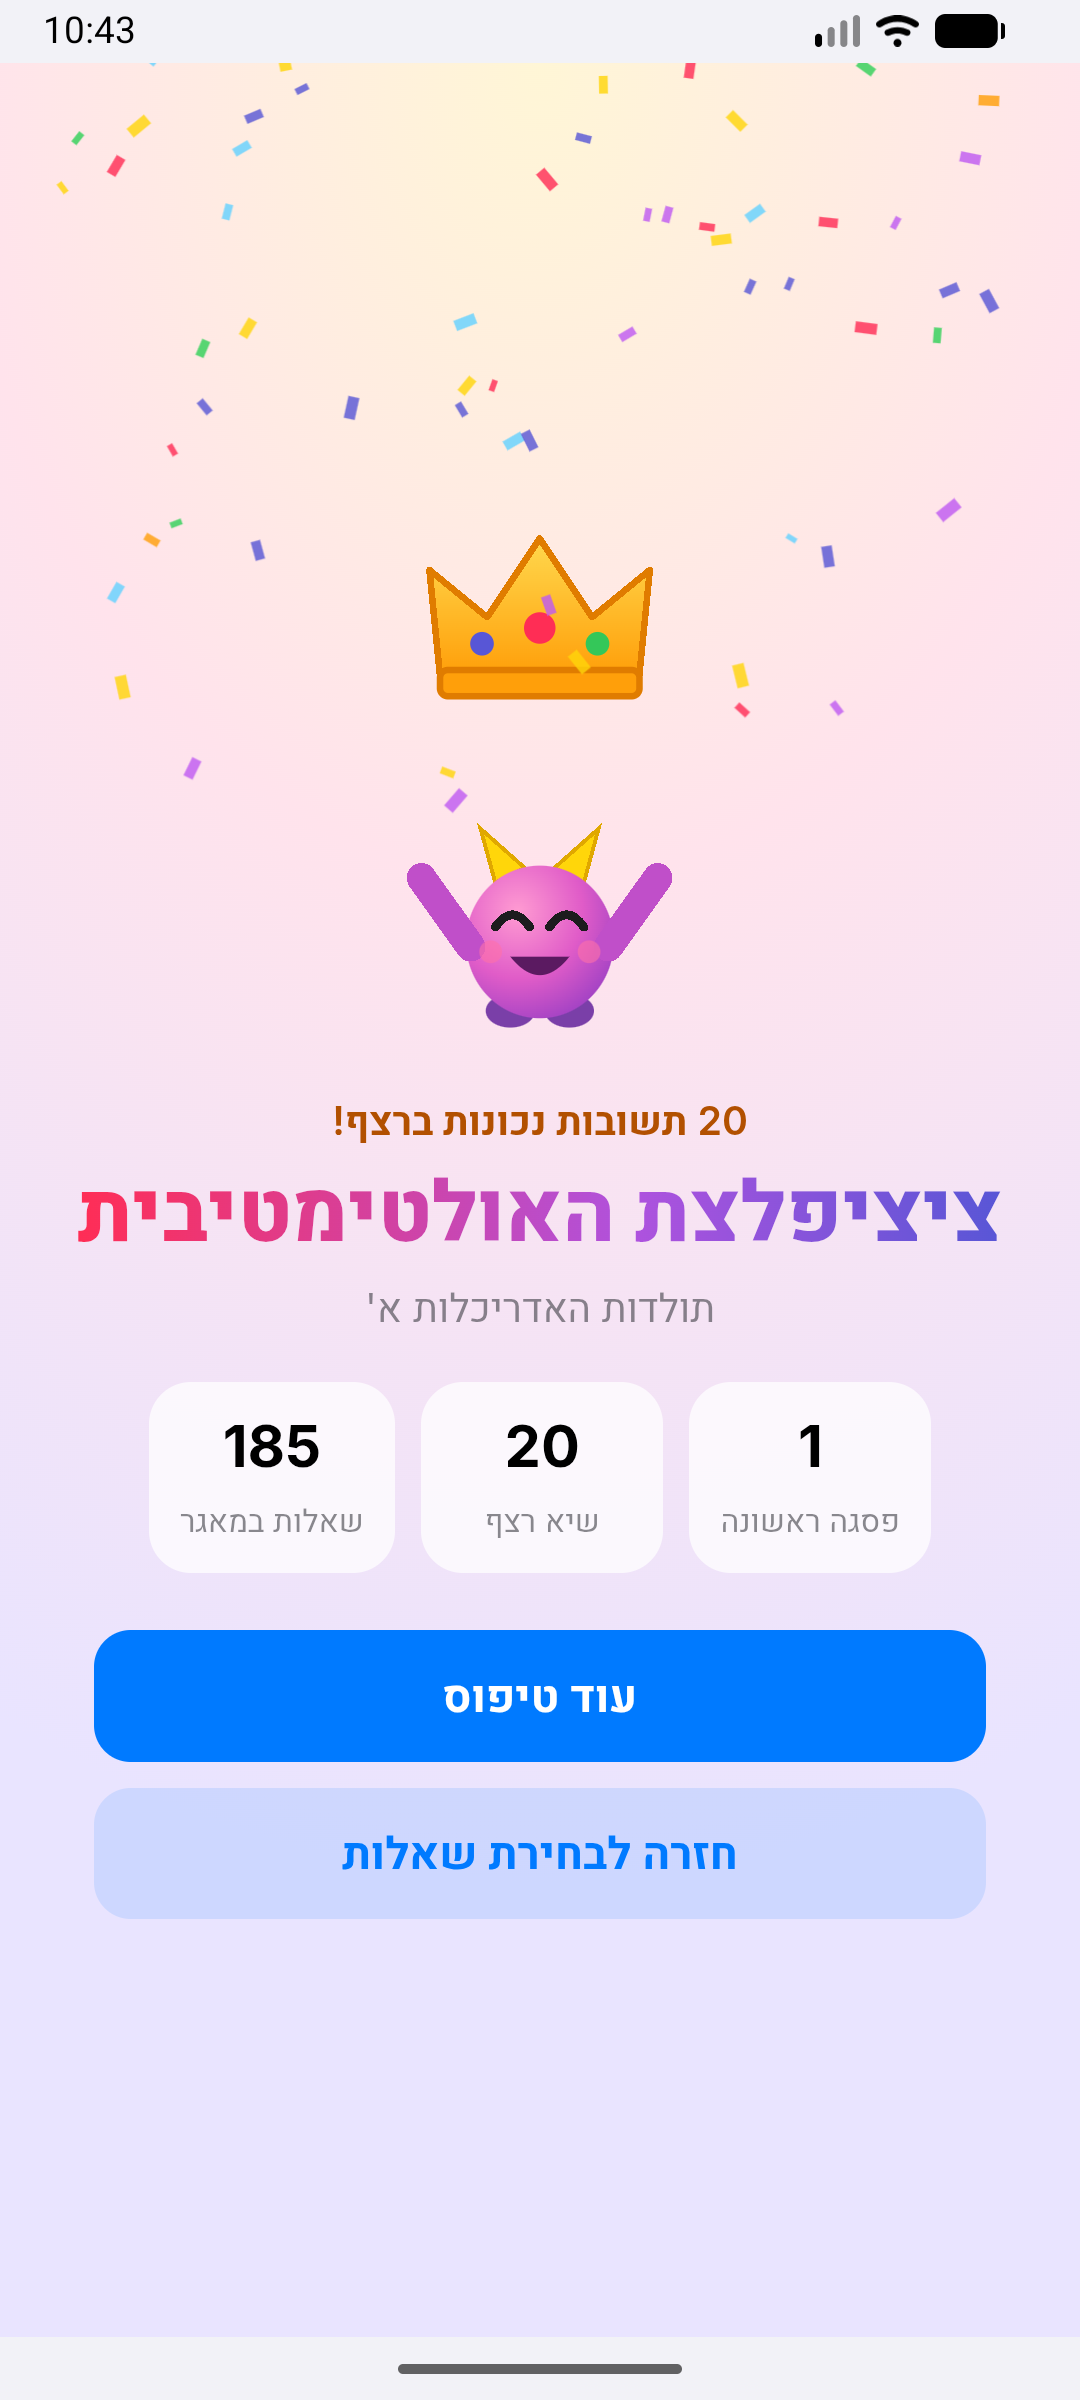 10:43
20 תשובות נכונות ברצף!
ציציפלצת האולטימטיבית
תולדות האדריכלות א'
1
פסגה ראשונה
20
שיא רצף
185
שאלות במאגר
עוד טיפוס
חזרה לבחירת שאלות